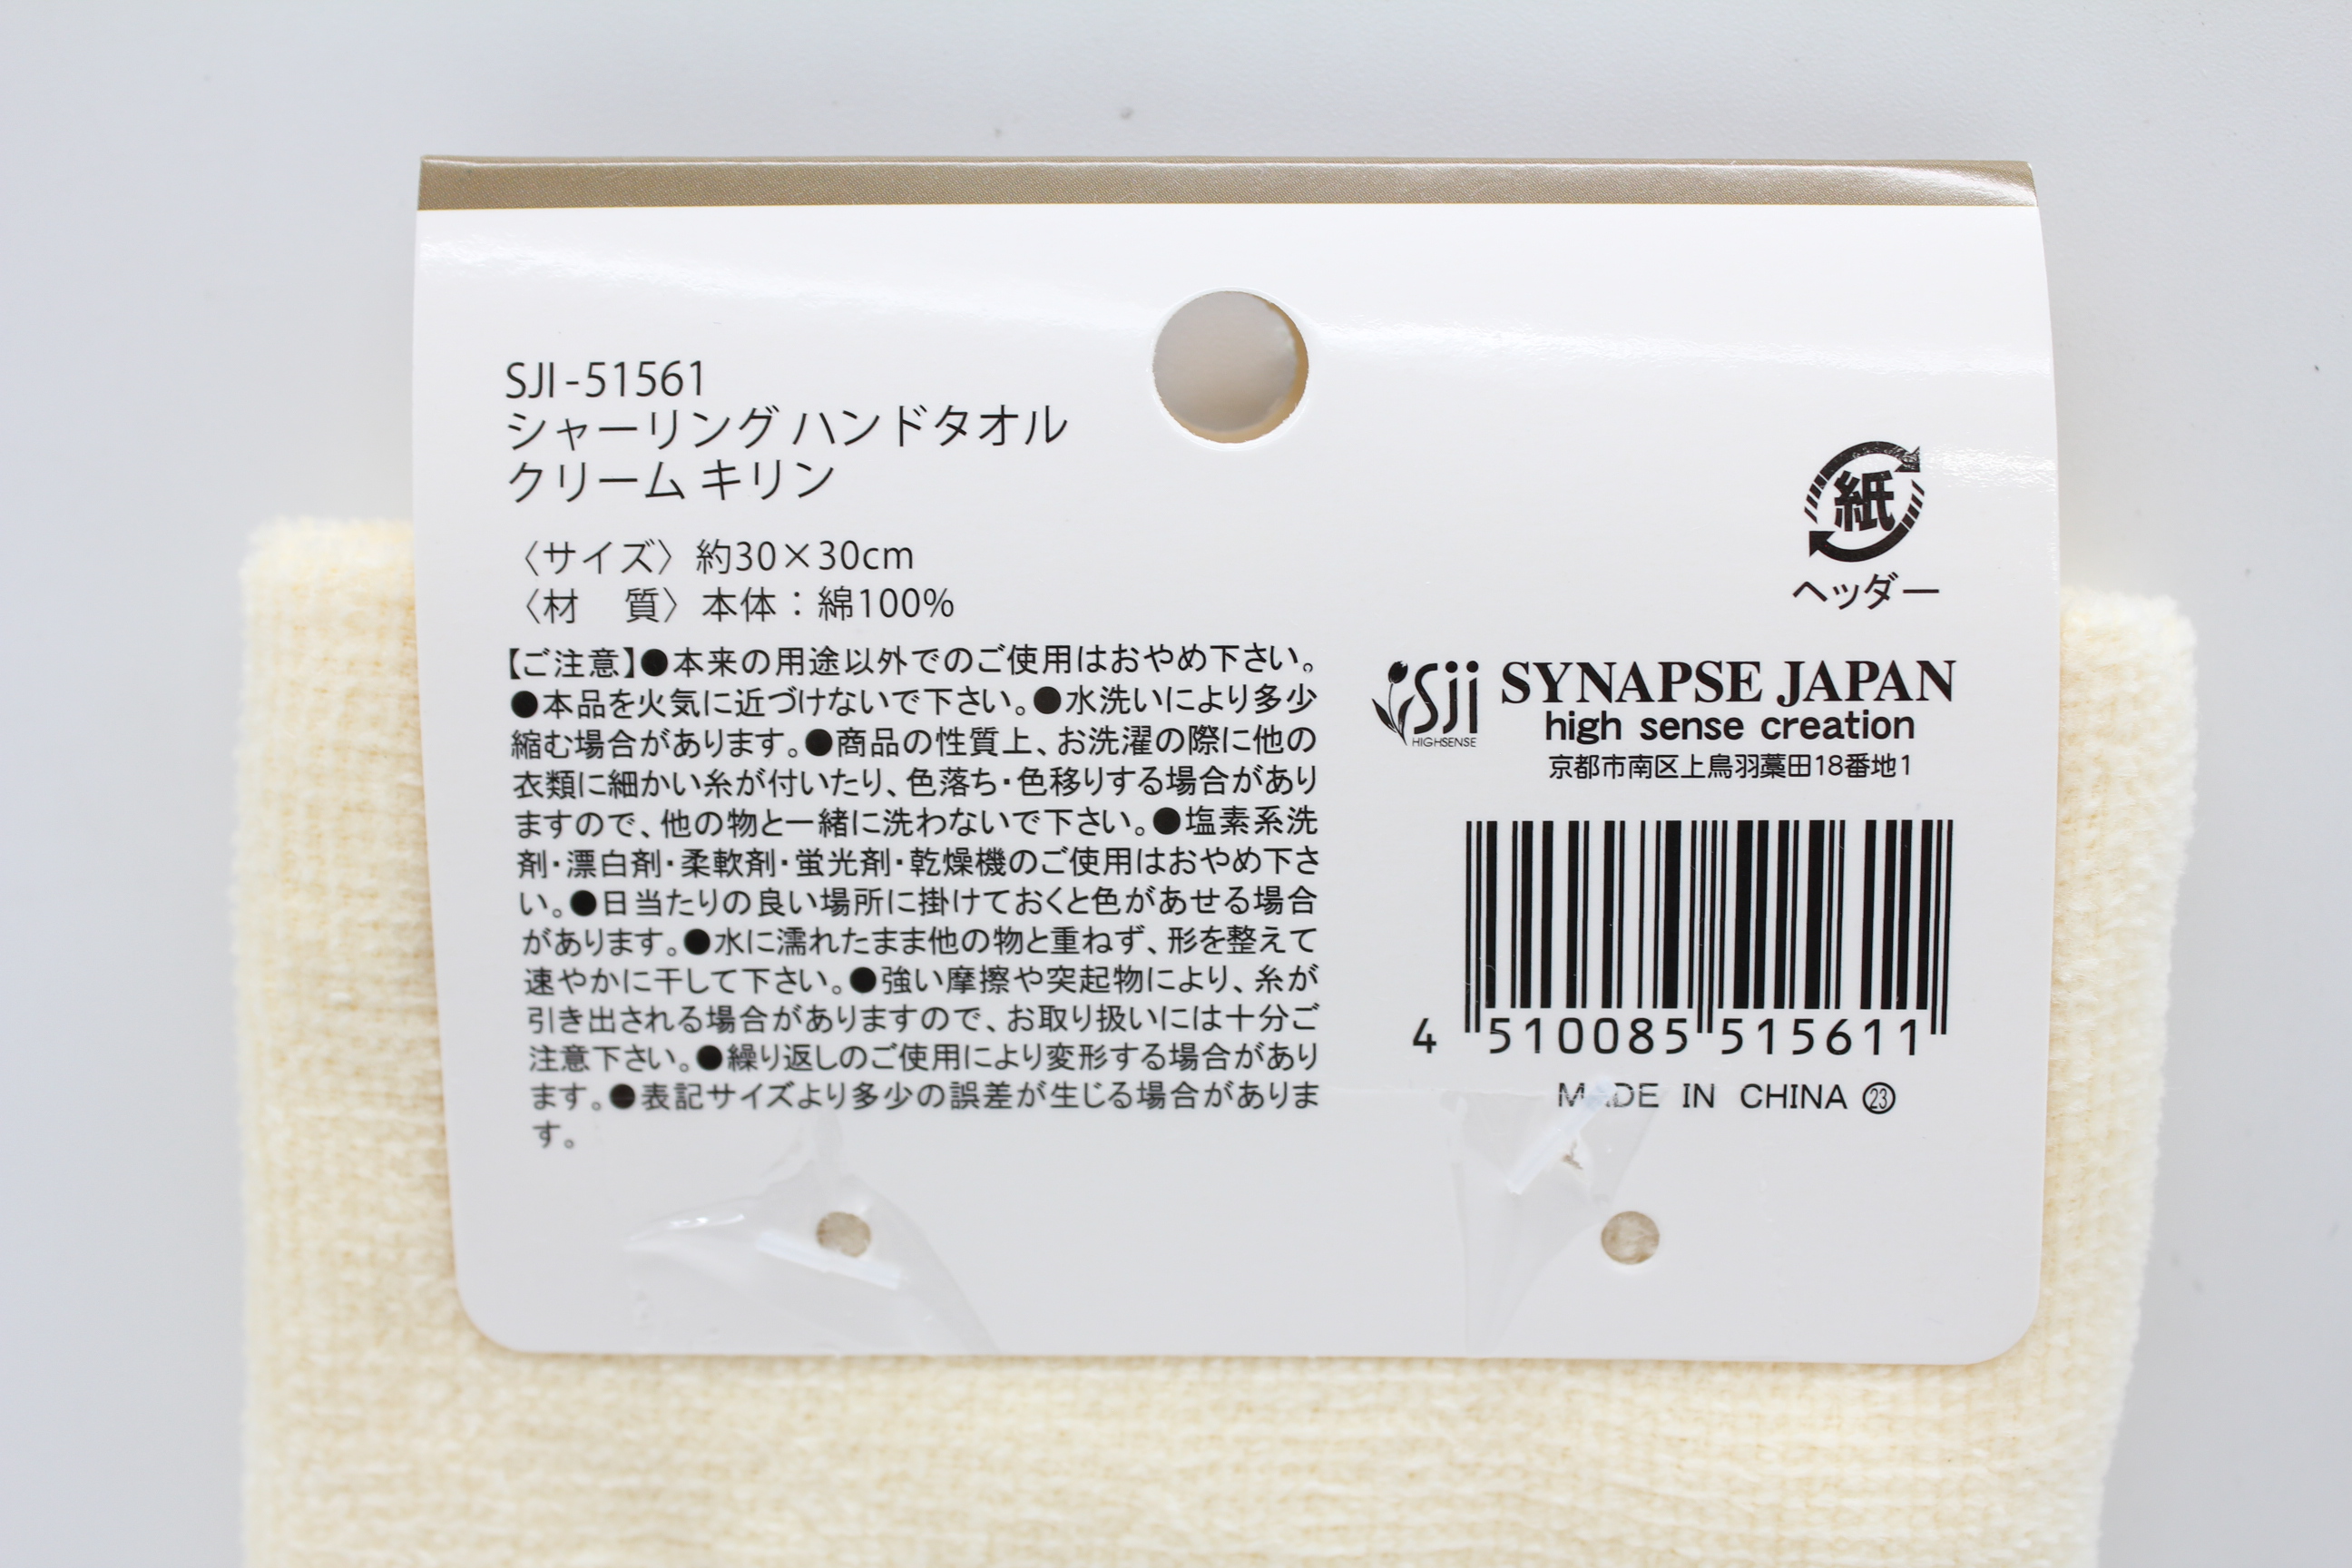 SJI-51561
シャーリング ハンドタオル
クリーム キリン
〈サイズ〉約30×30cm
〈材　質〉本体：綿100%
【ご注意】●本来の用途以外でのご使用はおやめ下さい。
●本品を火気に近づけないで下さい。●水洗いにより多少
縮む場合があります。●商品の性質上、お洗濯の際に他の
衣類に細かい糸が付いたり、色落ち・色移りする場合があり
ますので、他の物と一緒に洗わないで下さい。●塩素系洗
剤・漂白剤・柔軟剤・蛍光剤・乾燥機のご使用はおやめ下さ
い。●日当たりの良い場所に掛けておくと色があせる場合
があります。●水に濡れたまま他の物と重ねず、形を整えて
速やかに干して下さい。●強い摩擦や突起物により、糸が
引き出される場合がありますので、お取り扱いには十分ご
注意下さい。●繰り返しのご使用により変形する場合があり
ます。●表記サイズより多少の誤差が生じる場合がありま
す。
紙
ヘッダー
Sji
HIGHSENSE
SYNAPSE JAPAN
high sense creation
京都市南区上鳥羽藁田18番地1
4 510085 515611
MADE IN CHINA ㉓